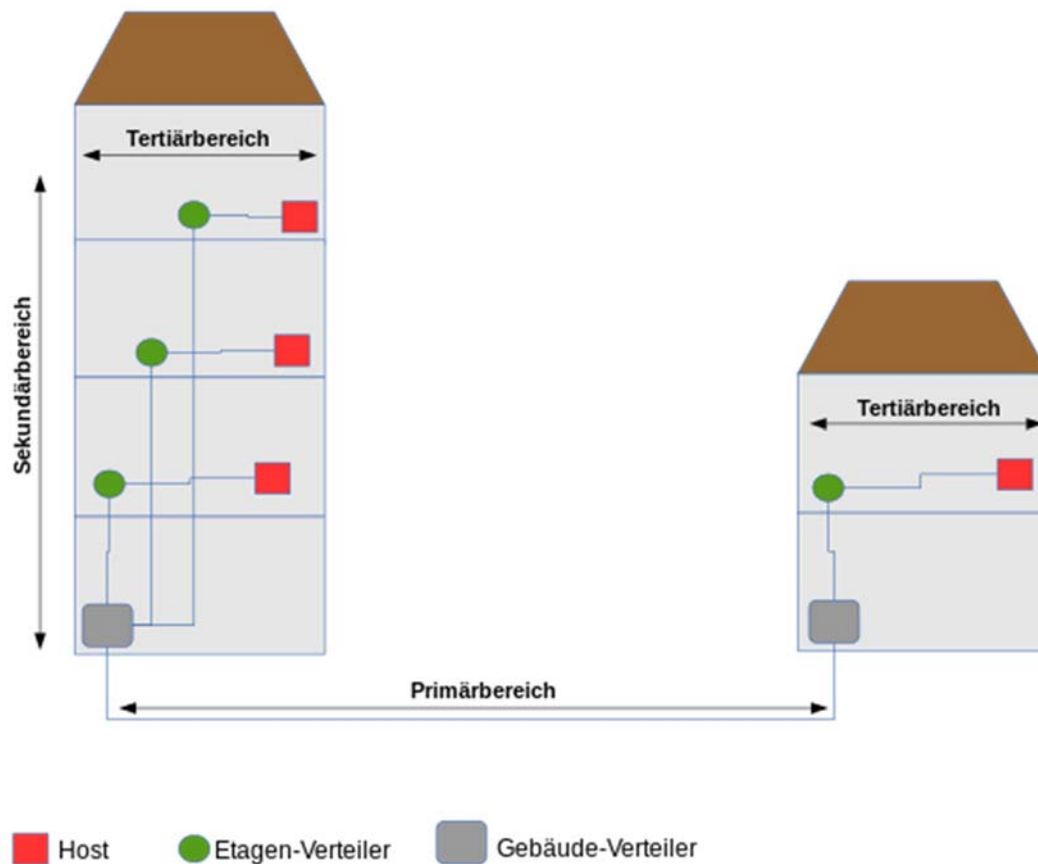 Tertiärbereich
Sekundärbereich
Tertiärbereich
Primärbereich
Host
Etagen-Verteiler
Gebäude-Verteiler